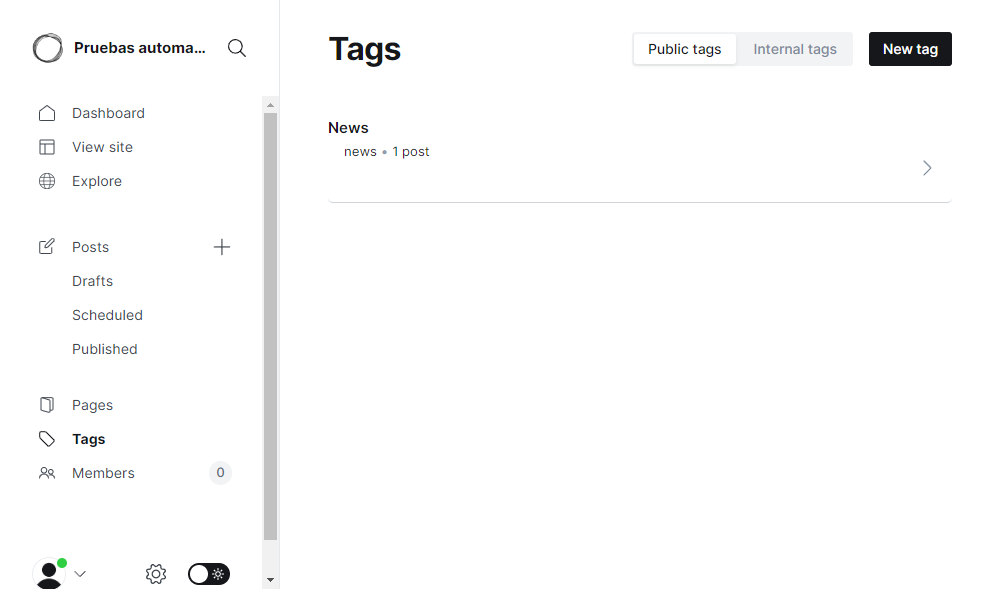 Pruebas automa...
Dashboard
View site
Explore
Posts
Drafts
Scheduled
Published
Pages
Tags
Members 0
Tags
Public tags Internal tags New tag
News
news • 1 post